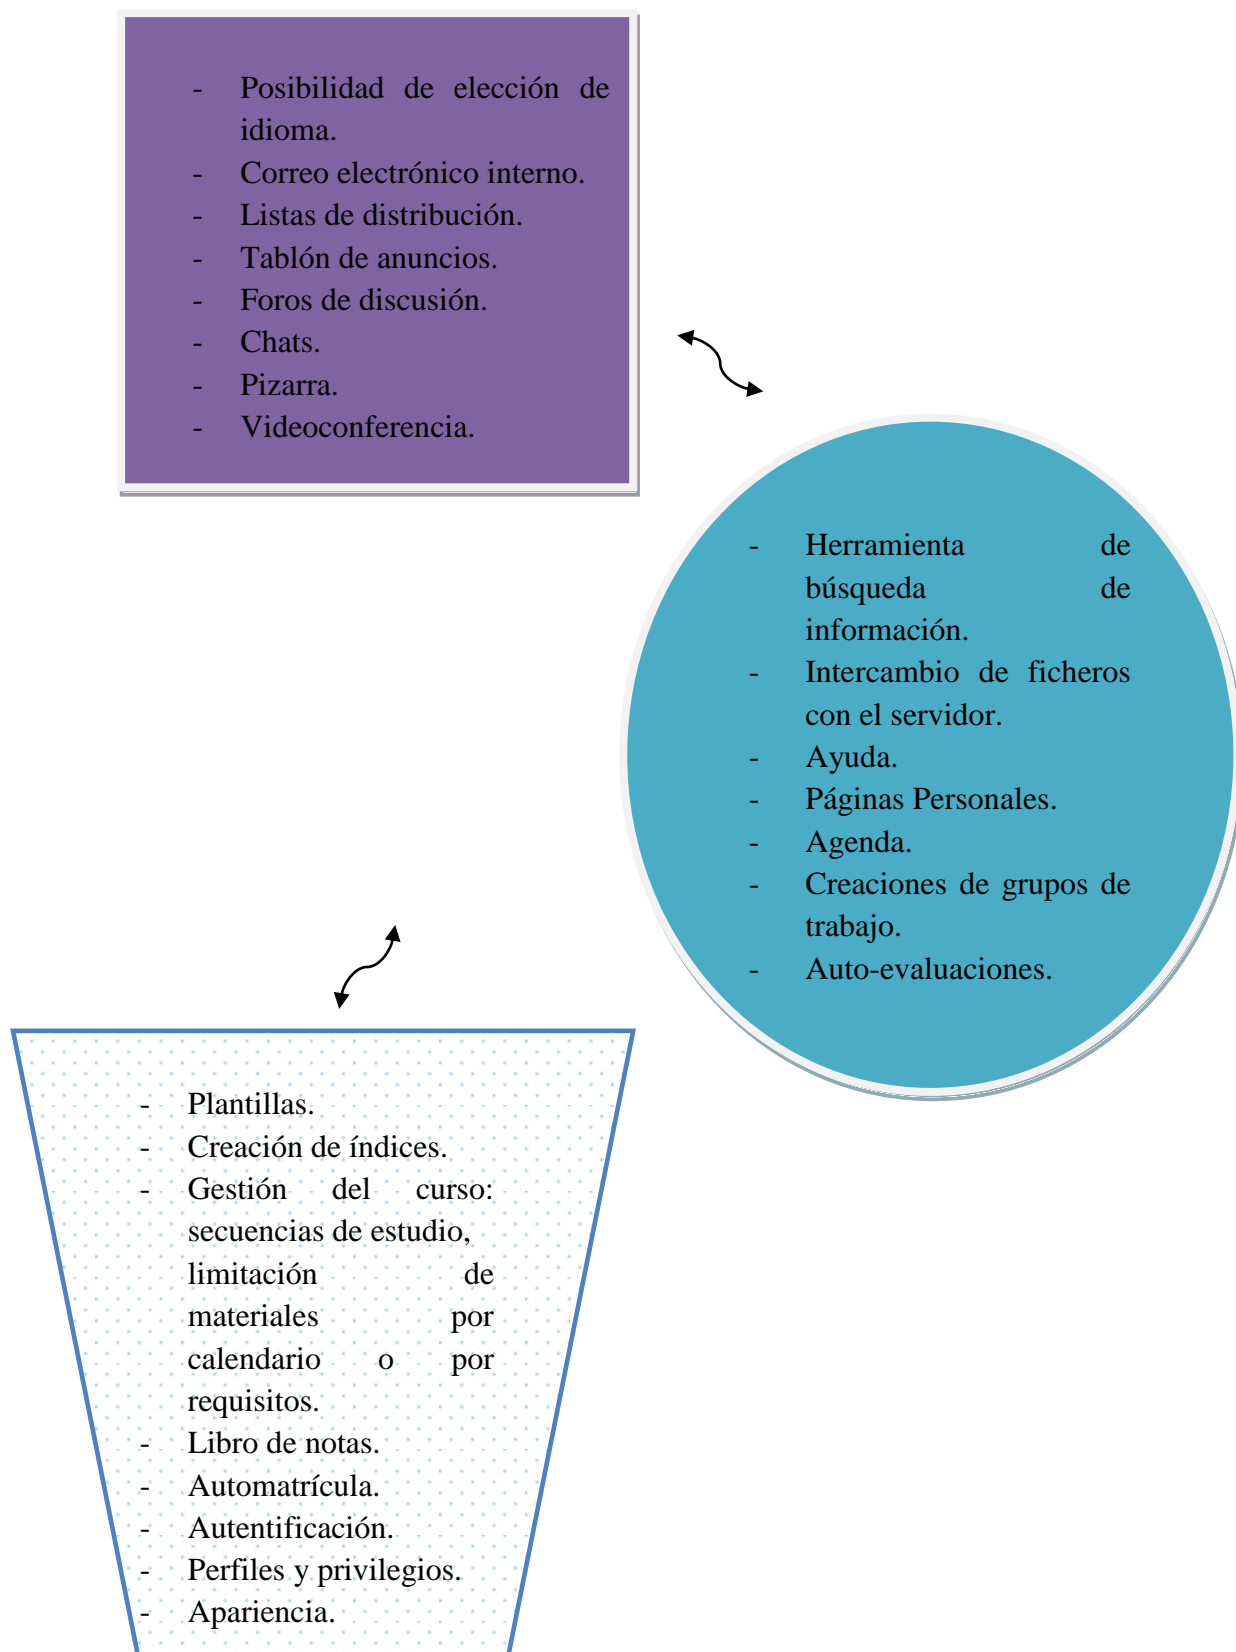 - Posibilidad de elección de
idioma.
- Correo electrónico interno.
- Listas de distribución.
- Tablón de anuncios.
- Foros de discusión.
- Chats.
- Pizarra.
- Videoconferencia.
- Herramienta de
búsqueda de
información.
- Intercambio de ficheros
con el servidor.
- Ayuda.
- Páginas Personales.
- Agenda.
- Creaciones de grupos de
trabajo.
- Auto-evaluaciones.
- Plantillas.
- Creación de índices.
- Gestión del curso:
secuencias de estudio,
limitación de
materiales por
calendario o por
requisitos.
- Libro de notas.
- Automatrícula.
- Autentificación.
- Perfiles y privilegios.
- Apariencia.